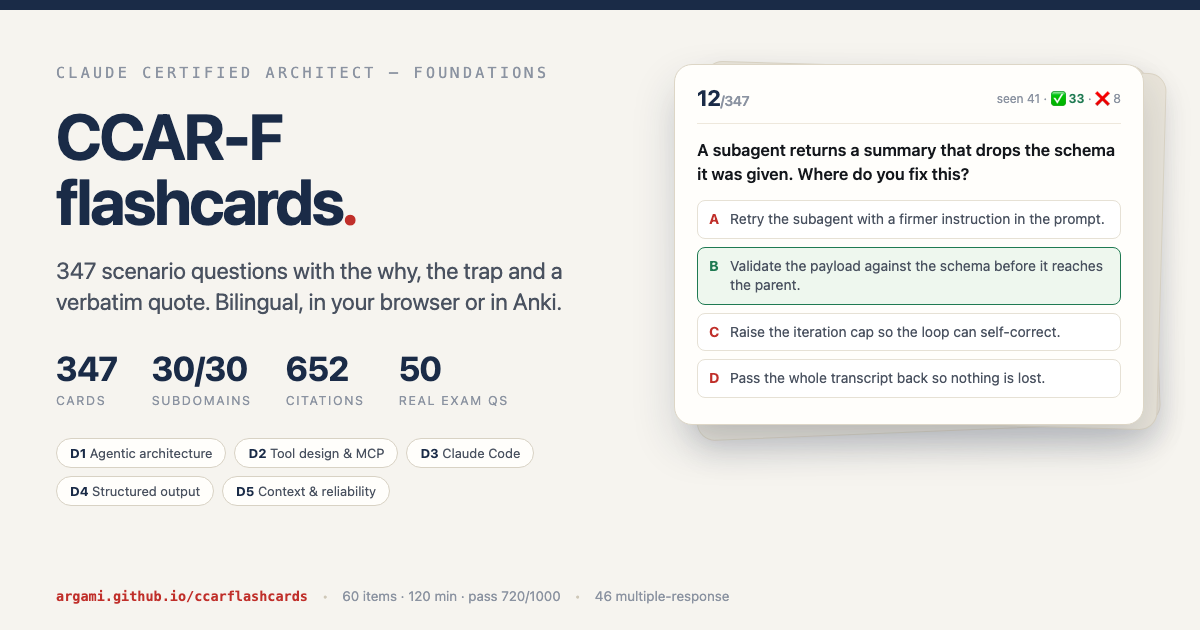 CLAUDE CERTIFIED ARCHITECT — FOUNDATIONS
CCAR-F
flashcards.
347 scenario questions with the why, the trap and a
verbatim quote. Bilingual, in your browser or in Anki.
347
CARDS
30/30
SUBDOMAINS
652
CITATIONS
50
REAL EXAM QS
D1 Agentic architecture
D2 Tool design & MCP
D3 Claude Code
D4 Structured output
D5 Context & reliability
12/347
seen 41 · ✅ 33 · ❌ 8
A subagent returns a summary that drops the schema
it was given. Where do you fix this?
A Retry the subagent with a firmer instruction in the prompt.
B Validate the payload against the schema before it reaches
the parent.
C Raise the iteration cap so the loop can self-correct.
D Pass the whole transcript back so nothing is lost.
argami.github.io/ccarflashcards • 60 items · 120 min · pass 720/1000 • 46 multiple-response